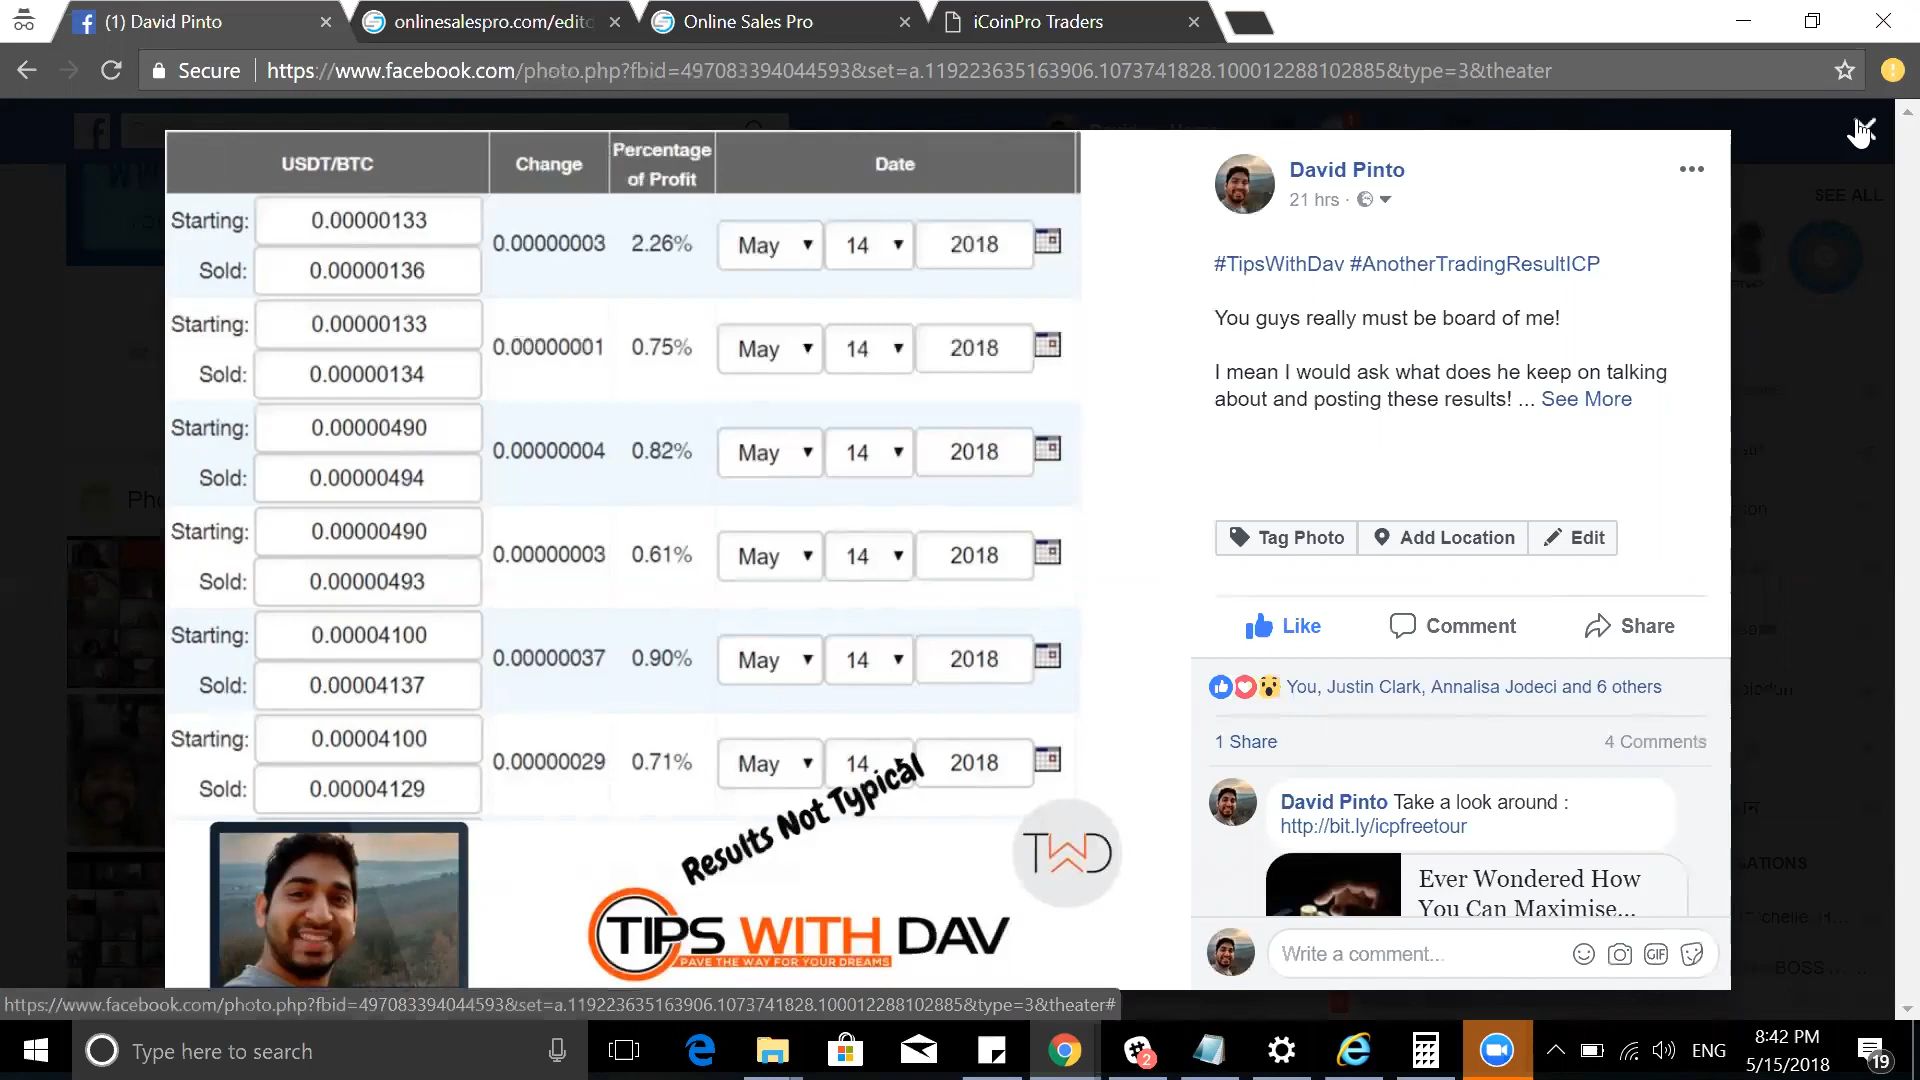 (1) David Pinto
onlinesalespro.com/edito
Online Sales Pro
iCoinPro Traders
Secure
https://www.facebook.com/photo.php?fbid=497083394044593&set=a.119223635163906.1073741828.100012288102885&type=3&theater
SEE ALL
USDT/BTC Change Percentage of Profit Date
Starting: 0.00000133
Sold: 0.00000136
0.00000003 2.26% May 14 2018
Starting: 0.00000133
Sold: 0.00000134
0.00000001 0.75% May 14 2018
Starting: 0.00000490
Sold: 0.00000494
0.00000004 0.82% May 14 2018
Starting: 0.00000490
Sold: 0.00000493
0.00000003 0.61% May 14 2018
Starting: 0.00004100
Sold: 0.00004137
0.00000037 0.90% May 14 2018
Starting: 0.00004100
Sold: 0.00004129
0.00000029 0.71% May 14 2018
Results Not Typical
TWD
TIPS WITH DAV
PAVE THE WAY FOR YOUR DREAMS
David Pinto
21 hrs ·
#TipsWithDav #AnotherTradingResultICP
You guys really must be board of me!
I mean I would ask what does he keep on talking
about and posting these results! ... See More
Tag Photo
Add Location
Edit
Like
Comment
Share
You, Justin Clark, Annalisa Jodeci and 6 others
1 Share
4 Comments
David Pinto Take a look around :
http://bit.ly/icpfreetour
Ever Wondered How
You Can Maximise...
Write a comment...
GIF
BOSS
https://www.facebook.com/photo.php?fbid=497083394044593&set=a.119223635163906.1073741828.100012288102885&type=3&theater#
Type here to search
2
ENG
8:42 PM
5/15/2018
19